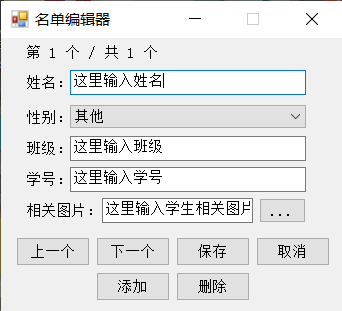 名单编辑器
第 1 个 / 共 1 个
姓名：这里输入姓名
性别：其他
班级：这里输入班级
学号：这里输入学号
相关图片：这里输入学生相关图片 ...
上一个 下一个 保存 取消
添加 删除